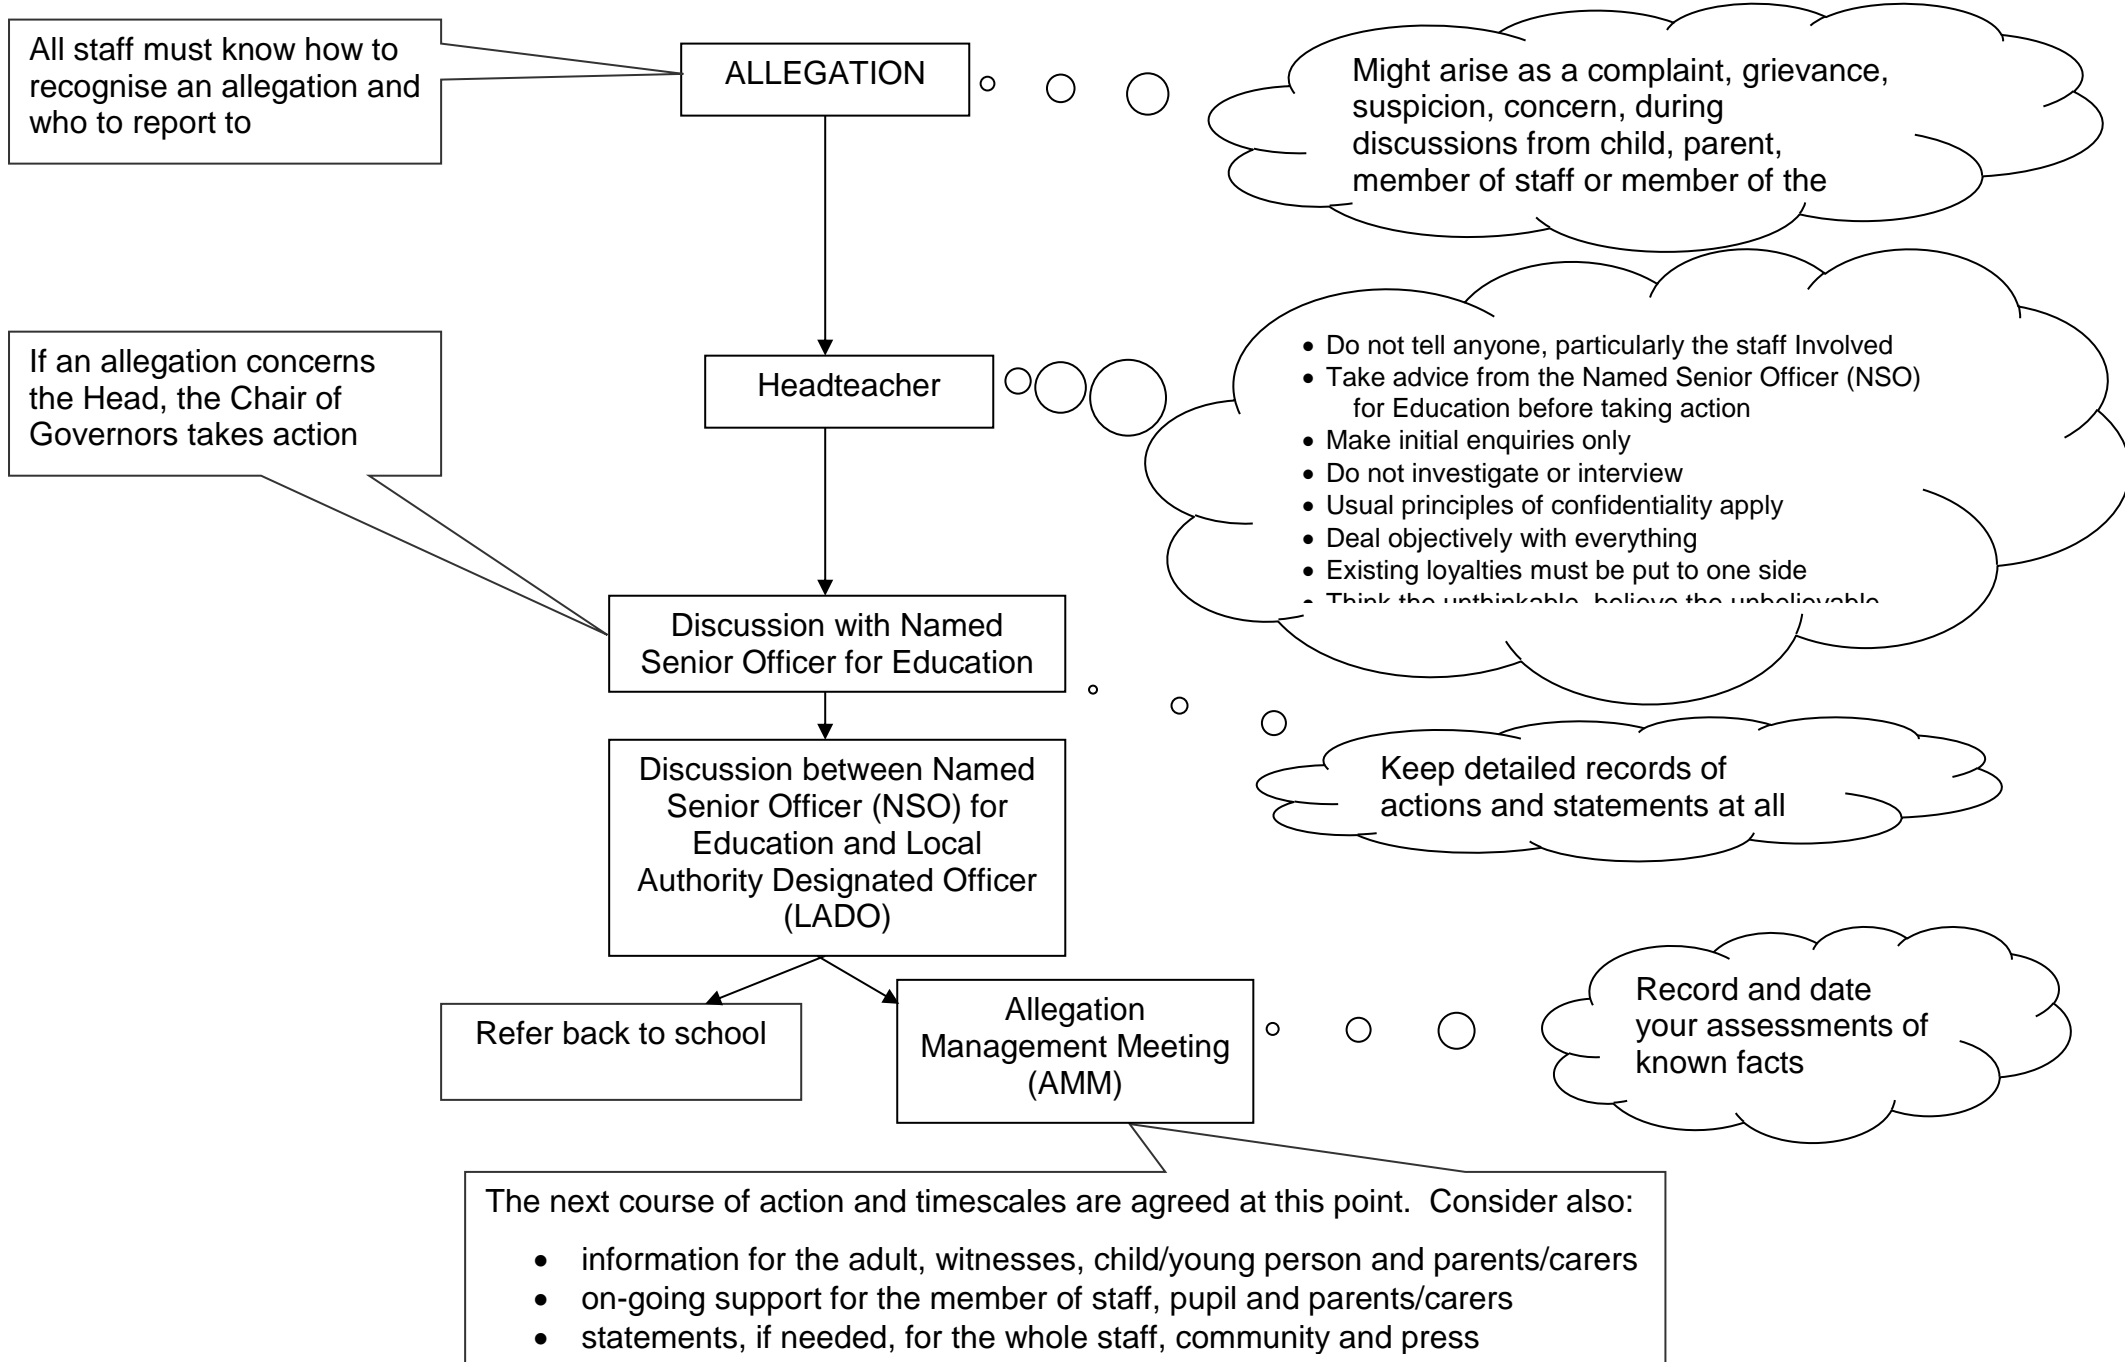 All staff must know how to
recognise an allegation and
who to report to
ALLEGATION
Might arise as a complaint, grievance,
suspicion, concern, during
discussions from child, parent,
member of staff or member of the
If an allegation concerns
the Head, the Chair of
Governors takes action
Headteacher
• Do not tell anyone, particularly the staff Involved
• Take advice from the Named Senior Officer (NSO)
for Education before taking action
• Make initial enquiries only
• Do not investigate or interview
• Usual principles of confidentiality apply
• Deal objectively with everything
• Existing loyalties must be put to one side
• Think the unthinkable, believe the unbelievable
Discussion with Named
Senior Officer for Education
Discussion between Named
Senior Officer (NSO) for
Education and Local
Authority Designated Officer
(LADO)
Keep detailed records of
actions and statements at all
Refer back to school
Allegation
Management Meeting
(AMM)
Record and date
your assessments of
known facts
The next course of action and timescales are agreed at this point.  Consider also:
• information for the adult, witnesses, child/young person and parents/carers
• on-going support for the member of staff, pupil and parents/carers
• statements, if needed, for the whole staff, community and press